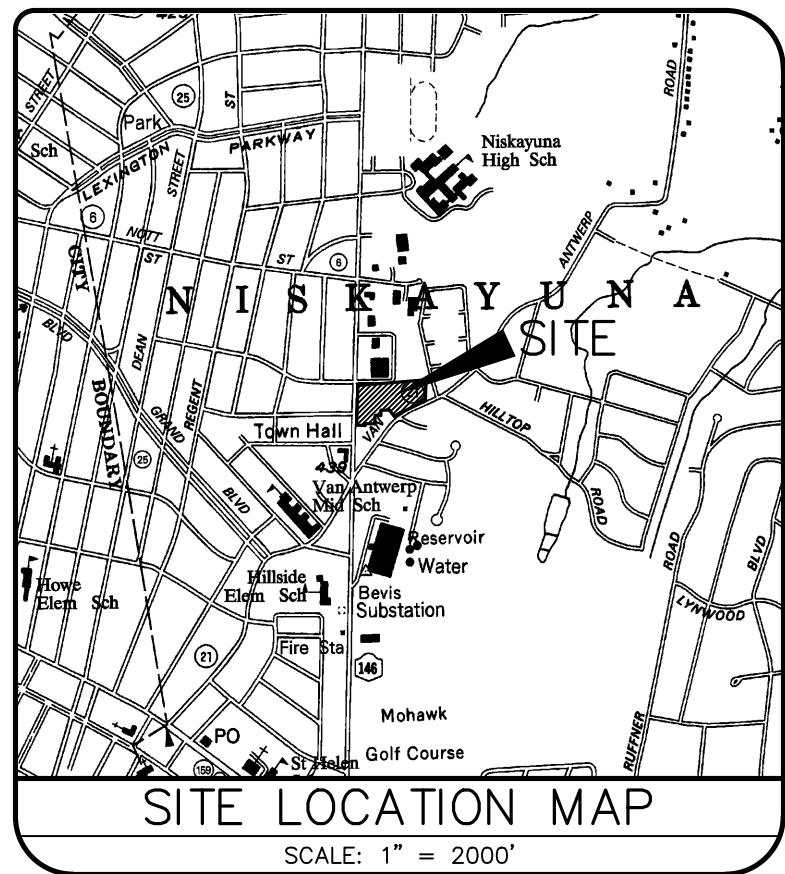 STREET
25
ST
Park
Sch
PARKWAY
LEXINGTON
STREET
Niskayuna
High Sch
ROAD
6
NOTT
ST
ST
6
CITY
ANTWERP
NISKAYUNA
BLVD
DEAN
SITE
REGENT
GRAND
BOUNDARY
HILLTOP
VAN
Town Hall
25
439
Van Antwerp
Mid Sch
BLVD
ROAD
Reservoir
Water
ROAD
BLVD
Howe
Elem Sch
Hillside
Elem Sch
Bevis
Substation
LYNWOOD
Fire Sta
21
146
Mohawk
Golf Course
RUFFNER
PO
St Helen
159
SITE LOCATION MAP
SCALE: 1" = 2000'